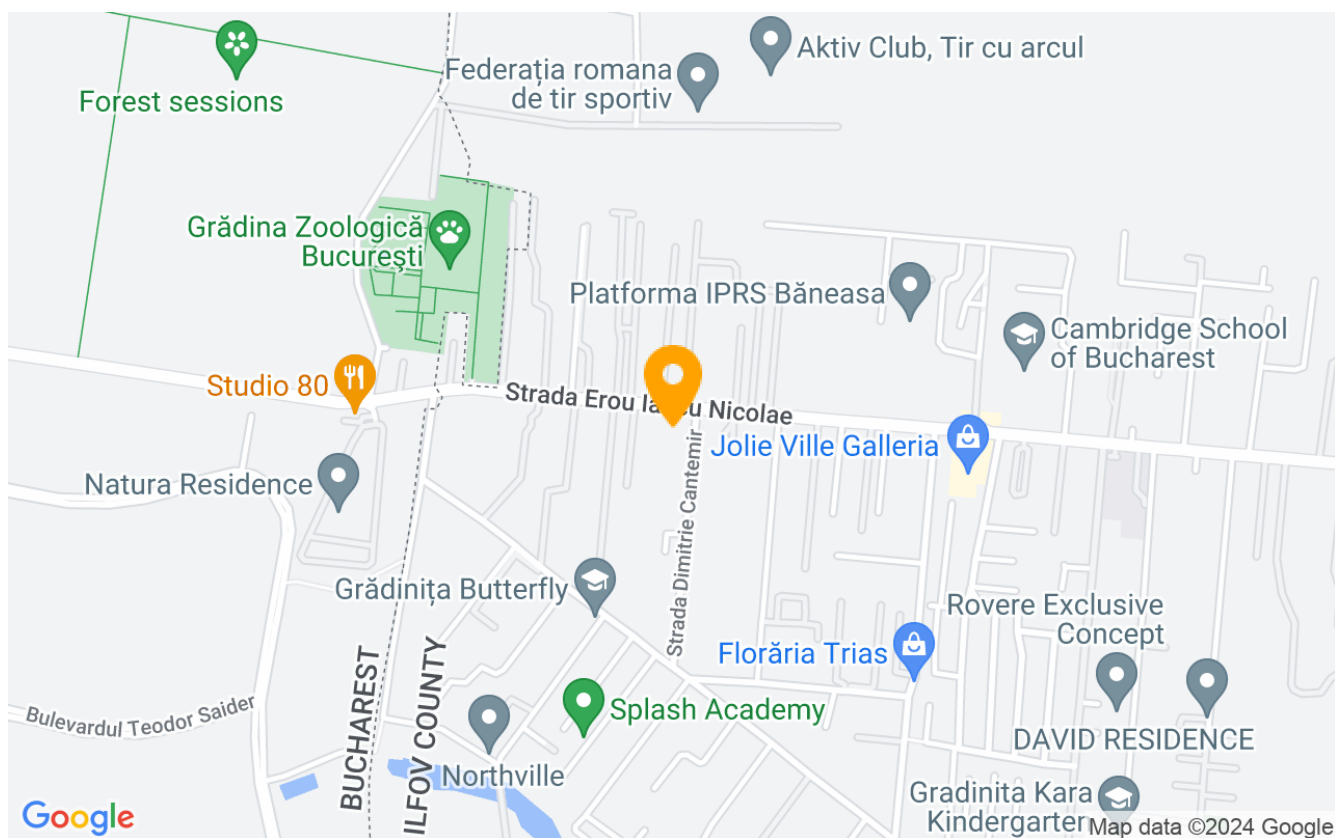 Aktiv Club, Tir cu arcul
Federația romana
de tir sportiv
Forest sessions
Grădina Zoologică
București
Platforma IPRS Băneasa
Cambridge School
of Bucharest
Studio 80
Strada Erou Nicolae
Jolie Ville Galleria
Natura Residence
Strada Dimitrie Cantemir
Grădinița Butterfly
Rovere Exclusive
Concept
Florăria Trias
BUCHAREST
ILFOV COUNTY
Bulevardul Teodor Saider
Splash Academy
DAVID RESIDENCE
Northville
Gradinita Kara
Kindergarten
Google
Map data ©2024 Google